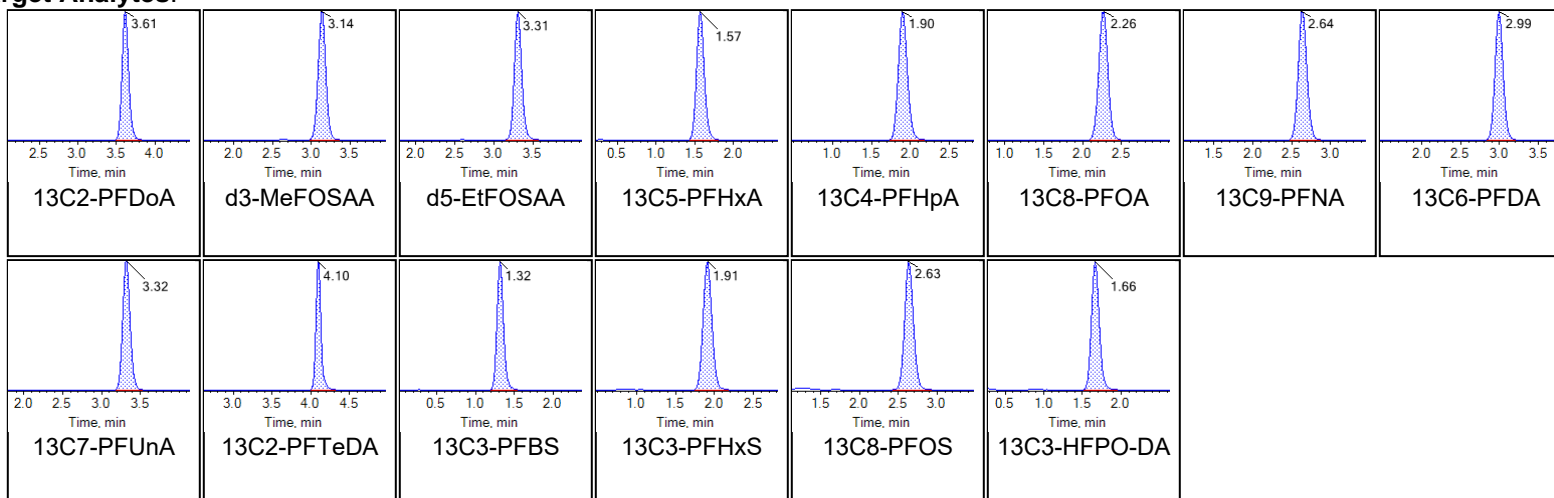 rget Analytes:
3.61 3.14 3.31 1.57 1.90 2.26 2.64 2.99
2.5 3.0 3.5 4.0 2.0 2.5 3.0 3.5 2.0 2.5 3.0 3.5 0.5 1.0 1.5 2.0 1.0 1.5 2.0 2.5 1.0 1.5 2.0 2.5 1.5 2.0 2.5 3.0 2.0 2.5 3.0 3.5
Time, min Time, min Time, min Time, min Time, min Time, min Time, min Time, min
13C2-PFDoA d3-MeFOSAA d5-EtFOSAA 13C5-PFHxA 13C4-PFHpA 13C8-PFOA 13C9-PFNA 13C6-PFDA
3.32 4.10 1.32 1.91 2.63 1.66
2.0 2.5 3.0 3.5 3.0 3.5 4.0 4.5 0.5 1.0 1.5 2.0 1.0 1.5 2.0 2.5 1.5 2.0 2.5 3.0 0.5 1.0 1.5 2.0
Time, min Time, min Time, min Time, min Time, min Time, min
13C7-PFUnA 13C2-PFTeDA 13C3-PFBS 13C3-PFHxS 13C8-PFOS 13C3-HFPO-DA